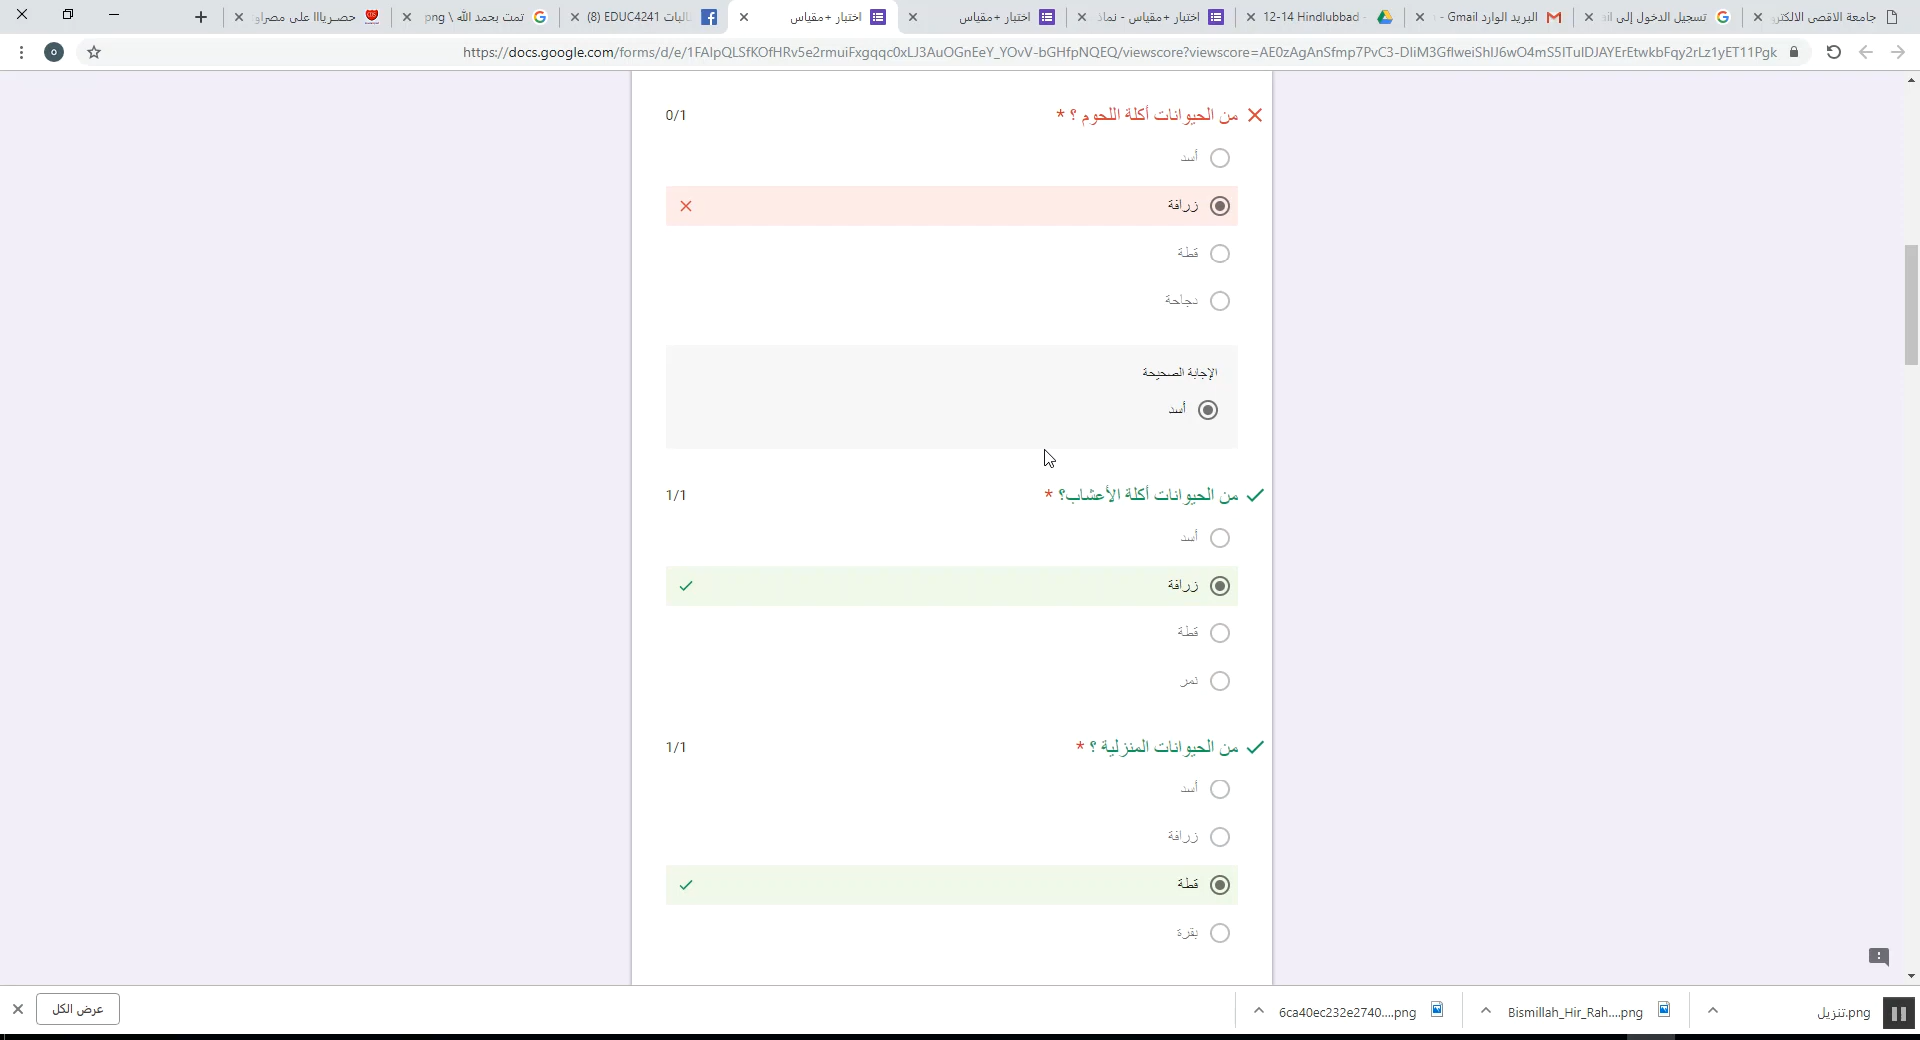 جامعة الاقصى الالكترو
تسجيل الدخول إلى
البريد الوارد Gmail -
12-14 Hindlubbad -
اختبار +مقياس - نماذ
اختبار +مقياس
اختبار +مقياس
(8) EDUC4241
تمت بحمد الله \ png
حصـرياا على مصراو
https://docs.google.com/forms/d/e/1FAIpQLSfKOfHRv5e2rmuiFxgqqc0xLJ3AuOGnEeY_YOvV-bGHfpNQEQ/viewscore?viewscore=AE0zAgAnSfmp7PvC3-DIiM3GfIweiShIJ6wO4mS5ITuIDJAYErEtwkbFqy2rLz1yET11Pgk
من الحيوانات أكلة اللحوم ؟ *
0/1
أسد
زرافة
قطة
دجاجة
الإجابة الصحيحة
أسد
من الحيوانات أكلة الأعشاب؟ *
1/1
أسد
زرافة
قطة
نمر
من الحيوانات المنزلية ؟ *
1/1
أسد
زرافة
قطة
بقرة
تنزيل.png
Bismillah_Hir_Rah....png
6ca40ec232e2740....png
عرض الكل